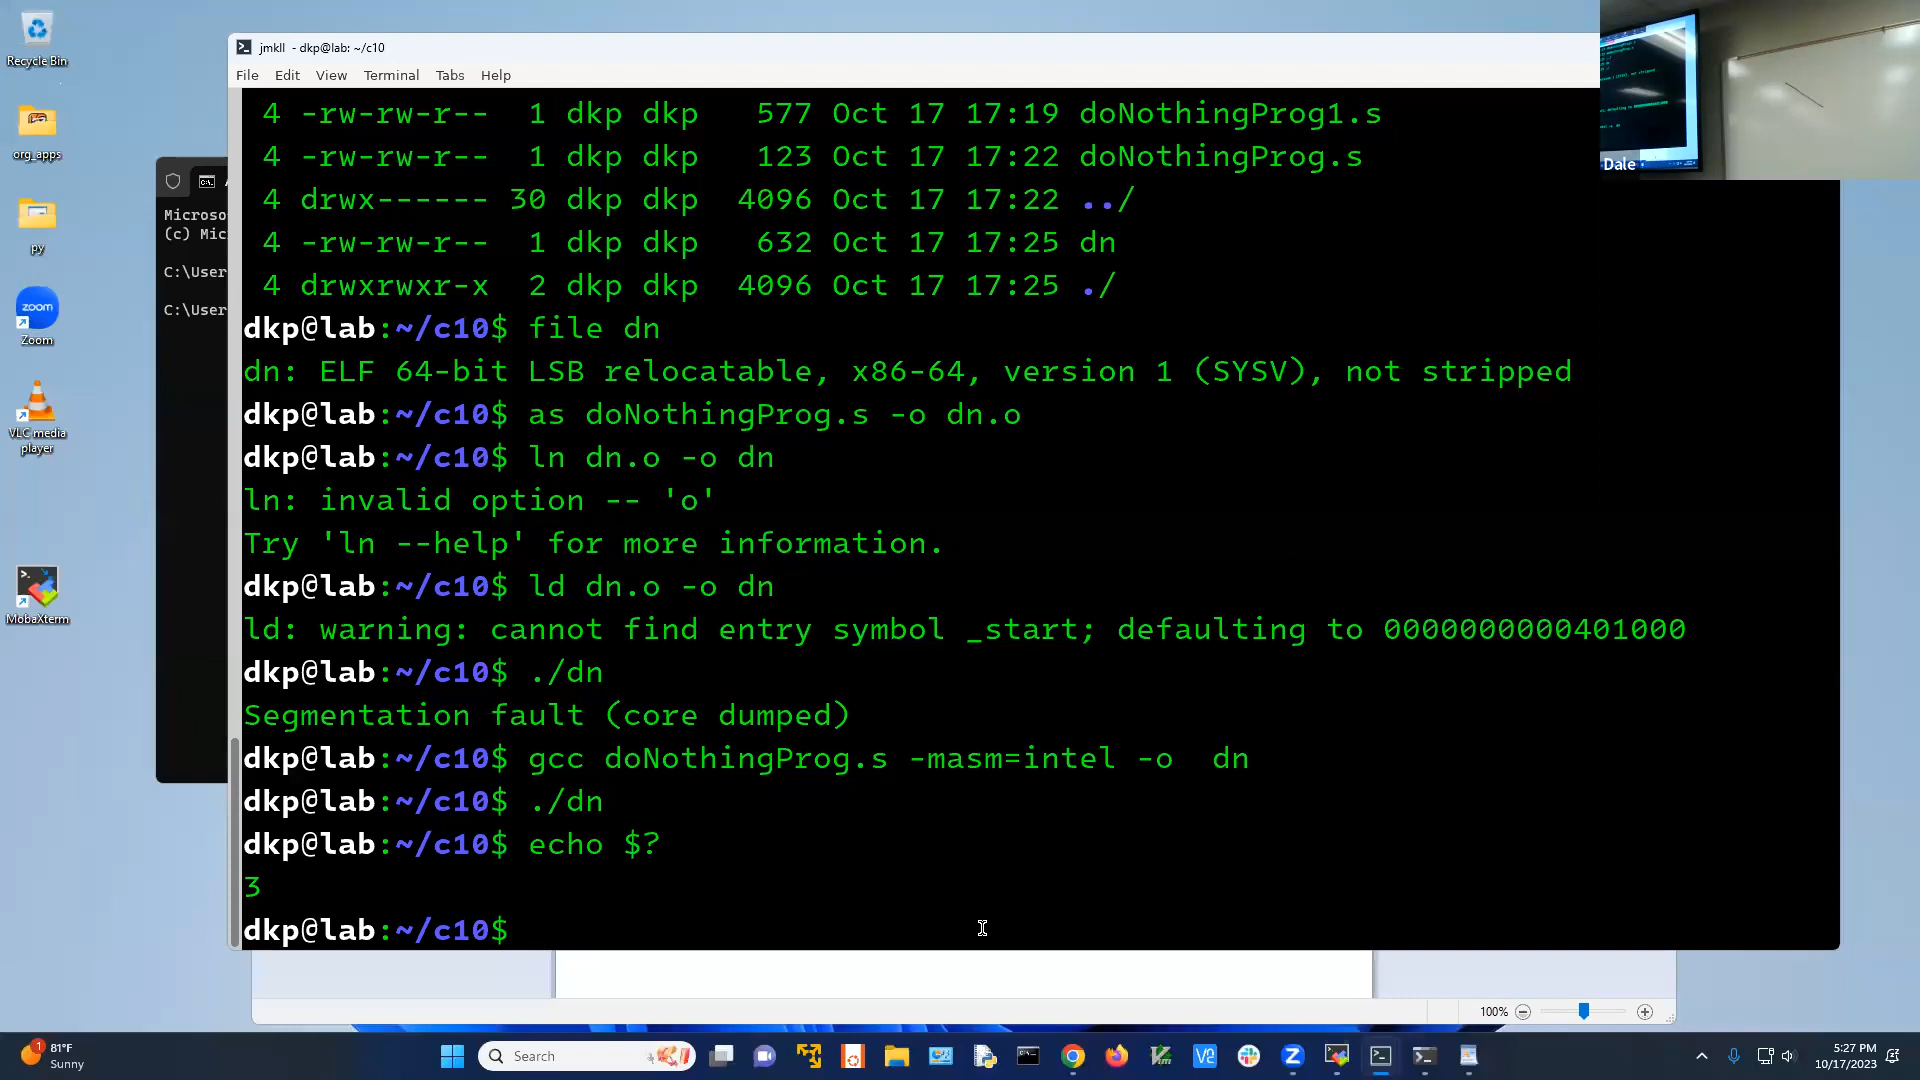 Recycle Bin
org_apps
py
zoom
Zoom
VLC media
player
MobaXterm
jmkll - dkp@lab: ~/c10
File Edit View Terminal Tabs Help
Microso
(c) Mic
C:\User
C:\User
4 -rw-rw-r-- 1 dkp dkp 577 Oct 17 17:19 doNothingProg1.s
4 -rw-rw-r-- 1 dkp dkp 123 Oct 17 17:22 doNothingProg.s
4 drwx------ 30 dkp dkp 4096 Oct 17 17:22 ../
4 -rw-rw-r-- 1 dkp dkp 632 Oct 17 17:25 dn
4 drwxrwxr-x 2 dkp dkp 4096 Oct 17 17:25 ./
dkp@lab:~/c10$ file dn
dn: ELF 64-bit LSB relocatable, x86-64, version 1 (SYSV), not stripped
dkp@lab:~/c10$ as doNothingProg.s -o dn.o
dkp@lab:~/c10$ ln dn.o -o dn
ln: invalid option -- 'o'
Try 'ln --help' for more information.
dkp@lab:~/c10$ ld dn.o -o dn
ld: warning: cannot find entry symbol _start; defaulting to 0000000000401000
dkp@lab:~/c10$ ./dn
Segmentation fault (core dumped)
dkp@lab:~/c10$ gcc doNothingProg.s -masm=intel -o  dn
dkp@lab:~/c10$ ./dn
dkp@lab:~/c10$ echo $?
3
dkp@lab:~/c10$
Dale
100%
1
81°F
Sunny
Search
5:27 PM
10/17/2023